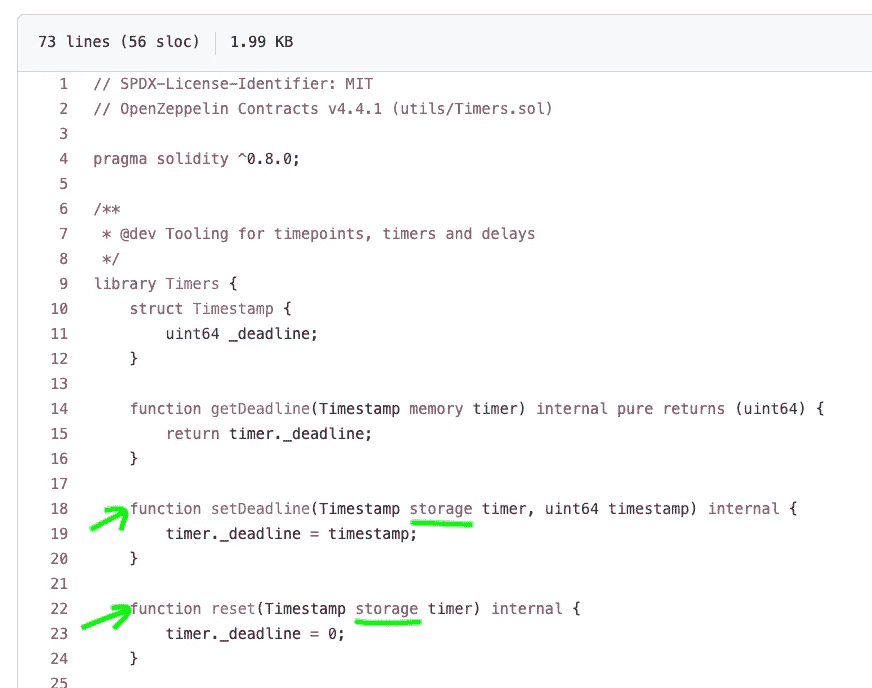 73 lines (56 sloc) 1.99 KB
1 // SPDX-License-Identifier: MIT
2 // OpenZeppelin Contracts v4.4.1 (utils/Timers.sol)
3
4 pragma solidity ^0.8.0;
5
6 /**
7  * @dev Tooling for timepoints, timers and delays
8  */
9 library Timers {
10     struct Timestamp {
11         uint64 _deadline;
12     }
13
14     function getDeadline(Timestamp memory timer) internal pure returns (uint64) {
15         return timer._deadline;
16     }
17
18     function setDeadline(Timestamp storage timer, uint64 timestamp) internal {
19         timer._deadline = timestamp;
20     }
21
22     function reset(Timestamp storage timer) internal {
23         timer._deadline = 0;
24     }
25